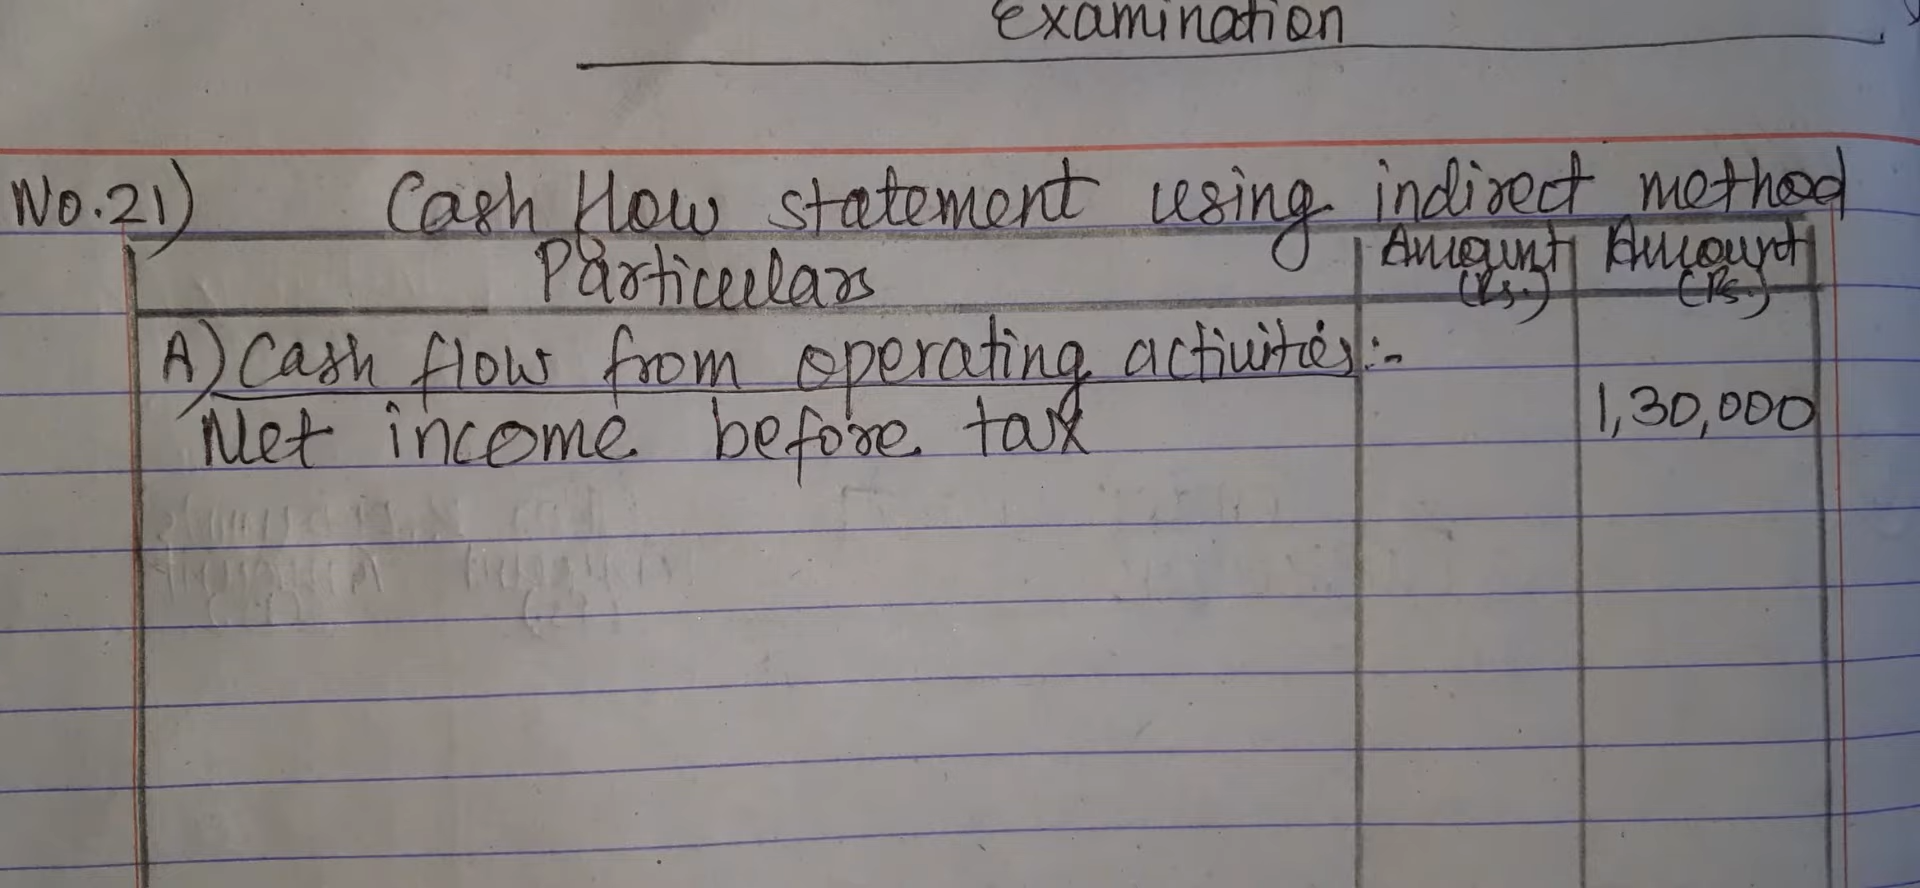 Examination
No.21) Cash flow statement using indirect method
Particulars Amount (Rs.) Amount (Rs.)
A) Cash flow from operating activities:-
Net income before tax 1,30,000